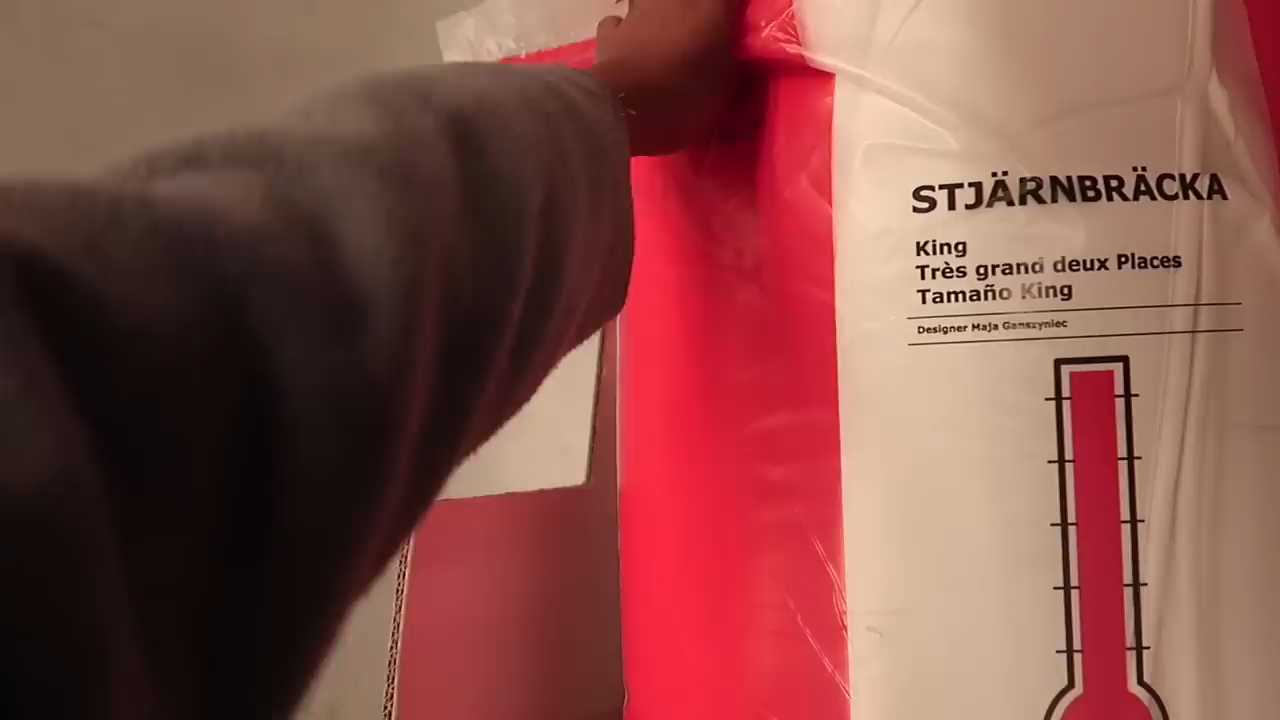 STJÄRNBRÄCKA
King
Très grand deux Places
Tamaño King
Designer Maja Ganszyniec